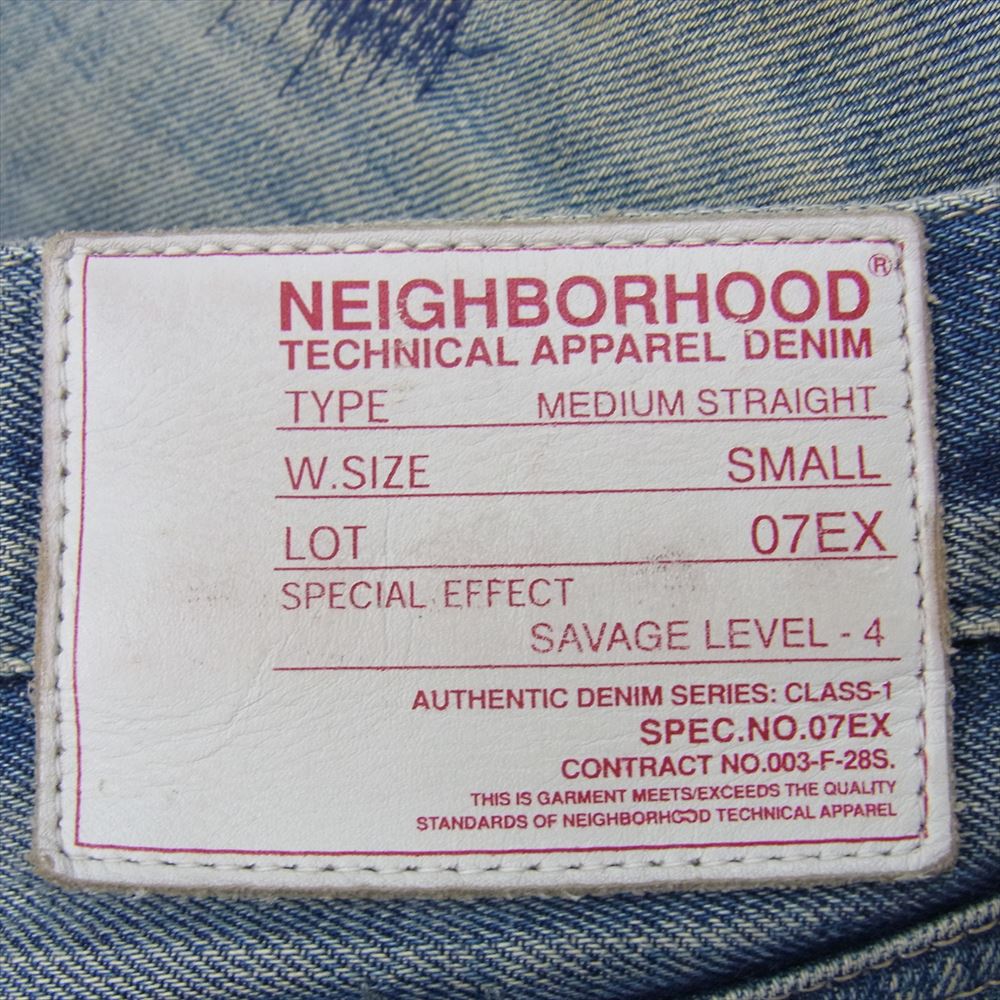 NEIGHBORHOOD®
TECHNICAL APPAREL DENIM
TYPE MEDIUM STRAIGHT
W.SIZE SMALL
LOT 07EX
SPECIAL EFFECT
SAVAGE LEVEL - 4
AUTHENTIC DENIM SERIES: CLASS-1
SPEC.NO.07EX
CONTRACT NO.003-F-28S.
THIS IS GARMENT MEETS/EXCEEDS THE QUALITY
STANDARDS OF NEIGHBORHOOD TECHNICAL APPAREL